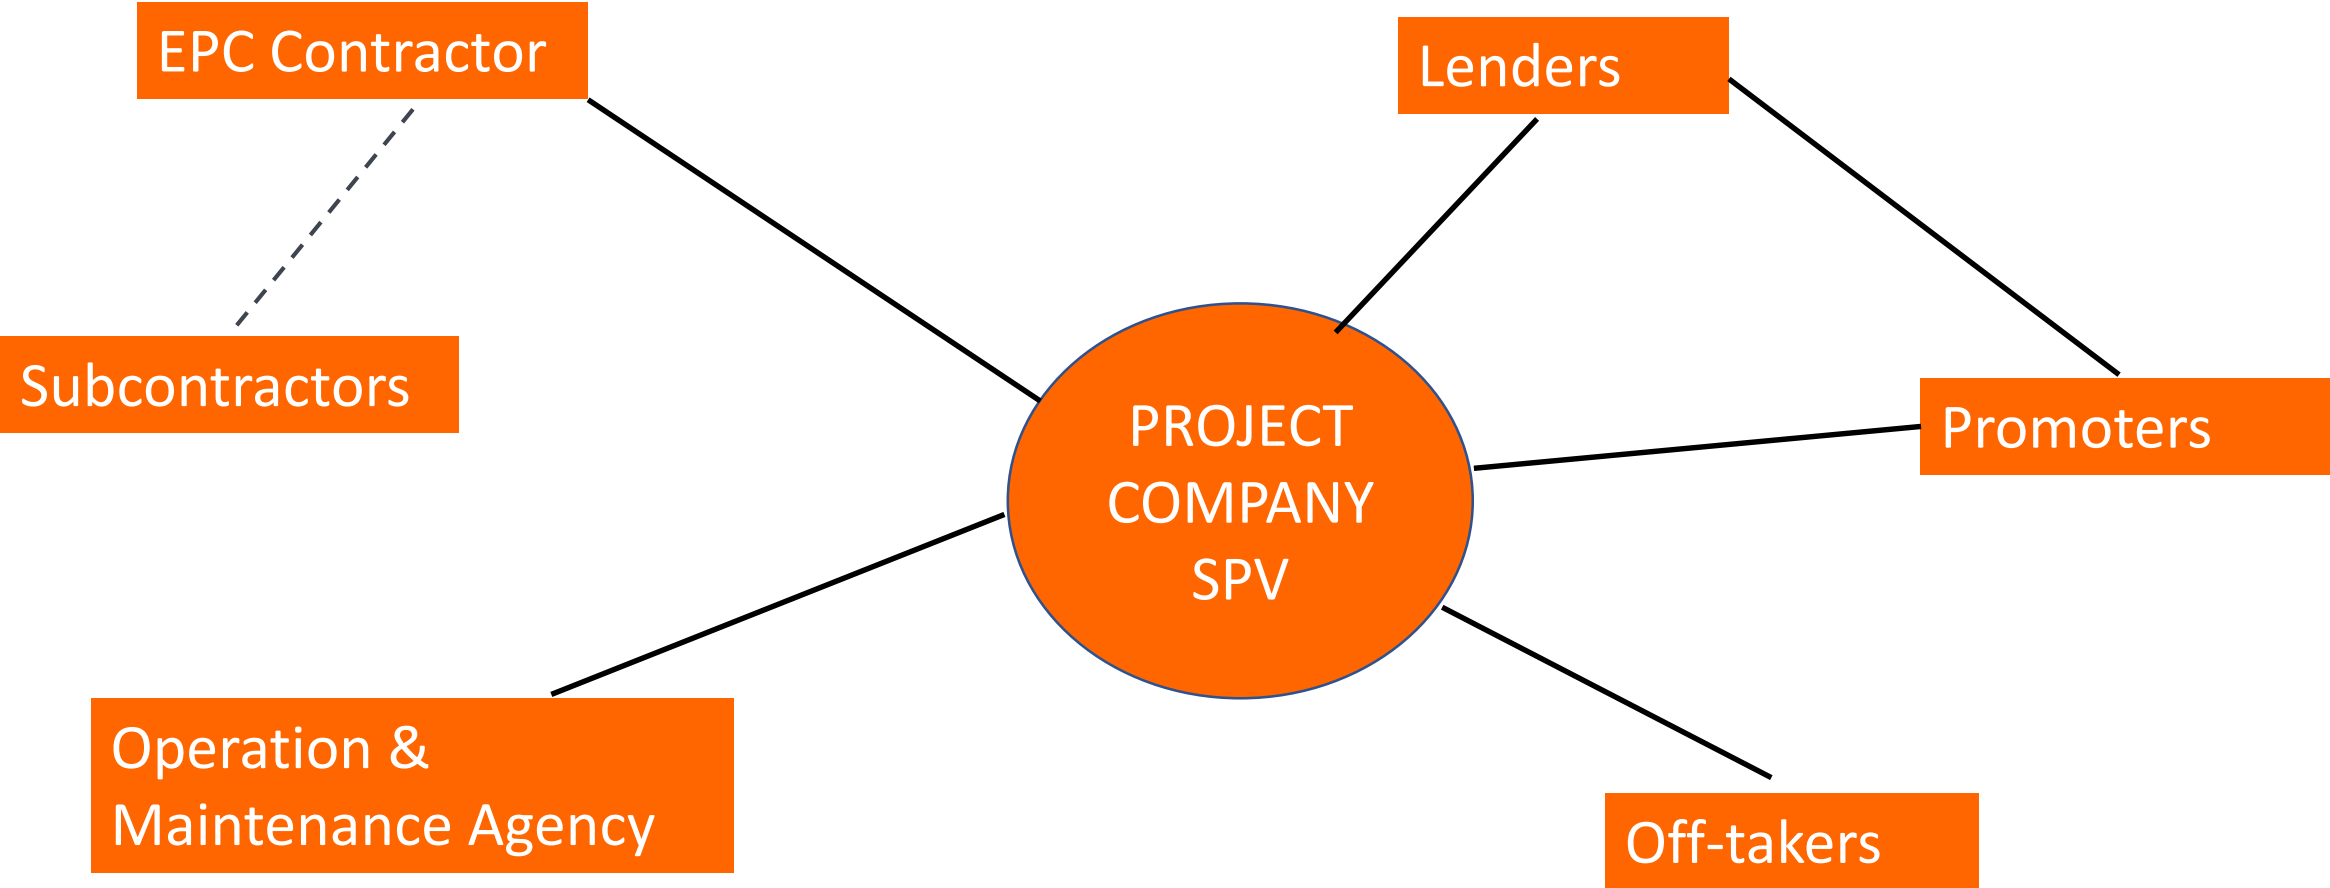 EPC Contractor
Lenders
Subcontractors
PROJECT
COMPANY
SPV
Promoters
Operation &
Maintenance Agency
Off-takers